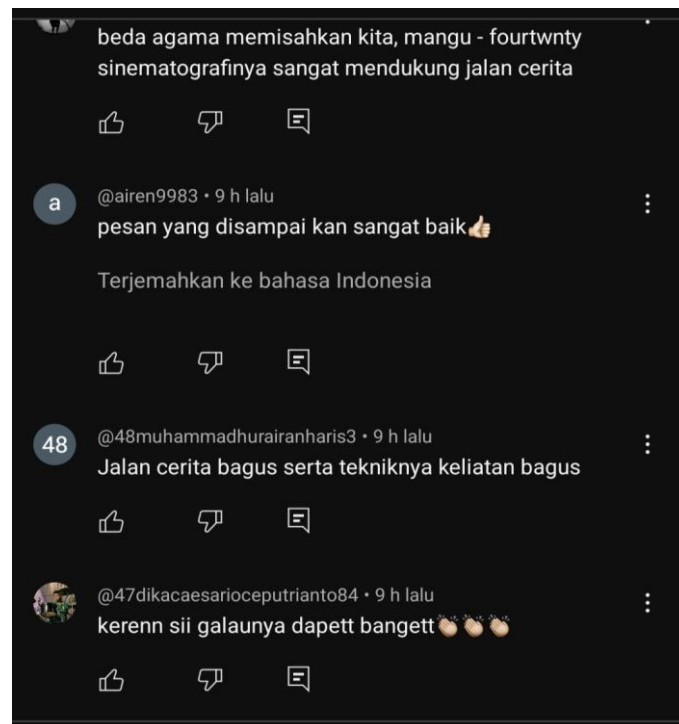 beda agama memisahkan kita, mangu - fourtwnty
sinematografinya sangat mendukung jalan cerita
a
@airen9983 • 9 h lalu
pesan yang disampai kan sangat baik👍🏻
Terjemahkan ke bahasa Indonesia
48
@48muhammadhurairanharis3 • 9 h lalu
Jalan cerita bagus serta tekniknya keliatan bagus
@47dikacaesarioceputrianto84 • 9 h lalu
kerenn sii galaunya dapett bangett👏🏻👏🏻👏🏻